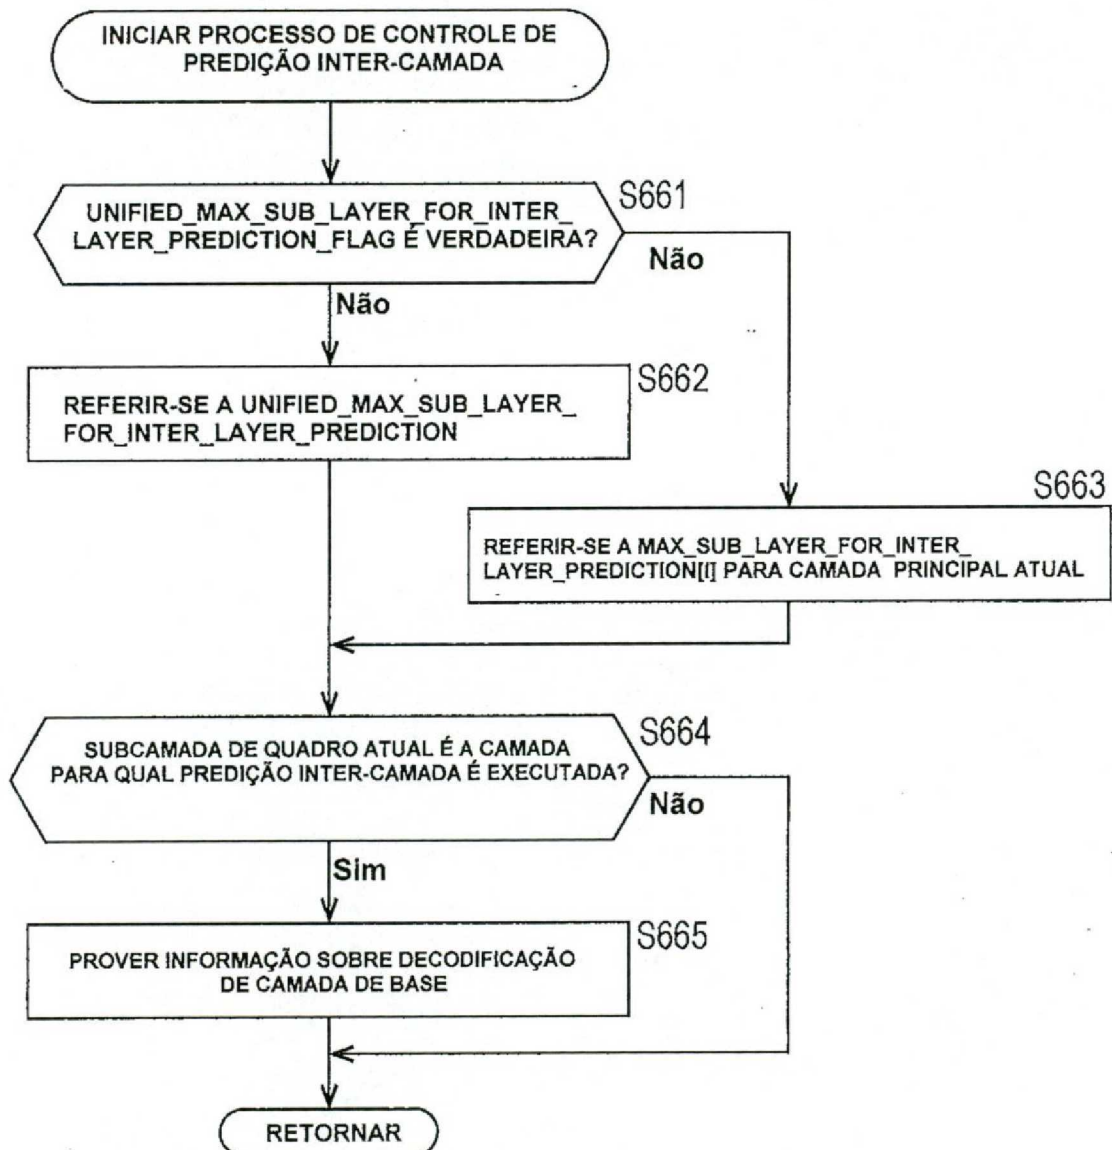 INICIAR PROCESSO DE CONTROLE DE
PREDIÇÃO INTER-CAMADA
S661
UNIFIED_MAX_SUB_LAYER_FOR_INTER_
LAYER_PREDICTION_FLAG É VERDADEIRA?
Não
Não
S662
REFERIR-SE A UNIFIED_MAX_SUB_LAYER_
FOR_INTER_LAYER_PREDICTION
S663
REFERIR-SE A MAX_SUB_LAYER_FOR_INTER_
LAYER_PREDICTION[I] PARA CAMADA PRINCIPAL ATUAL
S664
SUBCAMADA DE QUADRO ATUAL É A CAMADA
PARA QUAL PREDIÇÃO INTER-CAMADA É EXECUTADA?
Não
Sim
S665
PROVER INFORMAÇÃO SOBRE DECODIFICAÇÃO
DE CAMADA DE BASE
RETORNAR